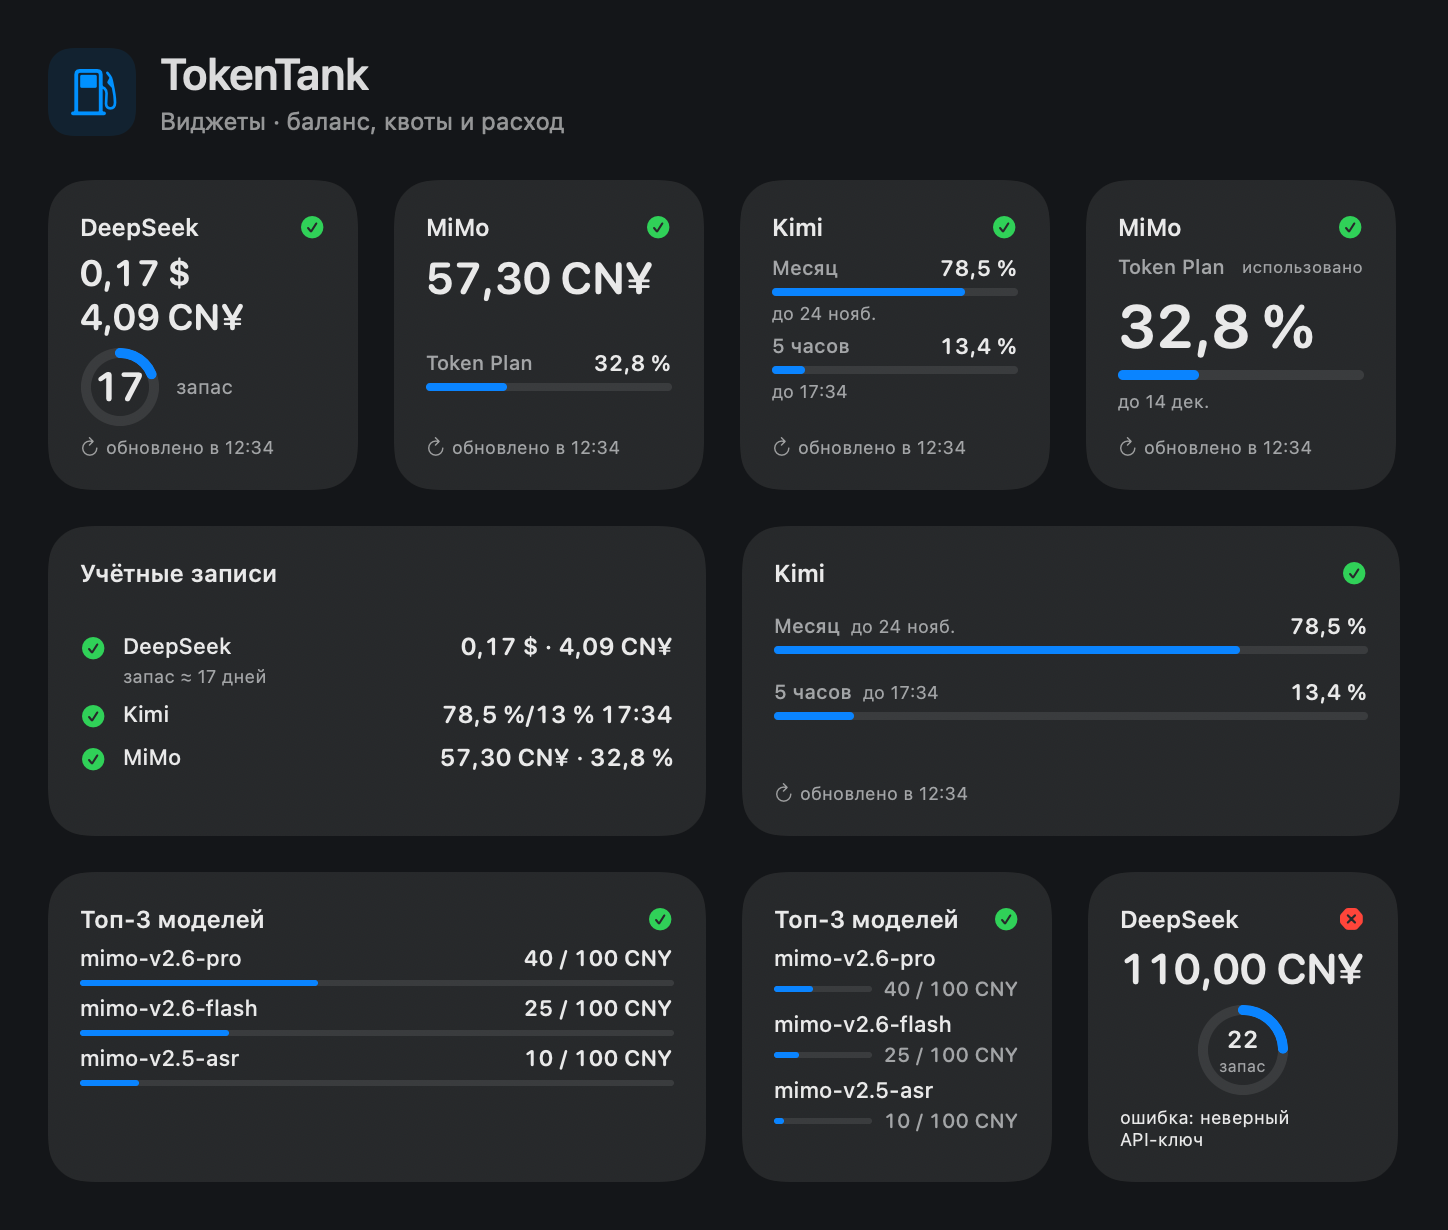 TokenTank
Виджеты · баланс, квоты и расход
DeepSeek
0,17 $
4,09 CN¥
17
запас
обновлено в 12:34
MiMo
57,30 CN¥
Token Plan 32,8 %
обновлено в 12:34
Kimi
Месяц 78,5 %
до 24 нояб.
5 часов 13,4 %
до 17:34
обновлено в 12:34
MiMo
Token Plan использовано
32,8 %
до 14 дек.
обновлено в 12:34
Учётные записи
DeepSeek 0,17 $ · 4,09 CN¥
запас ≈ 17 дней
Kimi 78,5 %/13 % 17:34
MiMo 57,30 CN¥ · 32,8 %
Kimi
Месяц до 24 нояб. 78,5 %
5 часов до 17:34 13,4 %
обновлено в 12:34
Топ-3 моделей
mimo-v2.6-pro 40 / 100 CNY
mimo-v2.6-flash 25 / 100 CNY
mimo-v2.5-asr 10 / 100 CNY
Топ-3 моделей
mimo-v2.6-pro
40 / 100 CNY
mimo-v2.6-flash
25 / 100 CNY
mimo-v2.5-asr
10 / 100 CNY
DeepSeek
110,00 CN¥
22
запас
ошибка: неверный
API-ключ